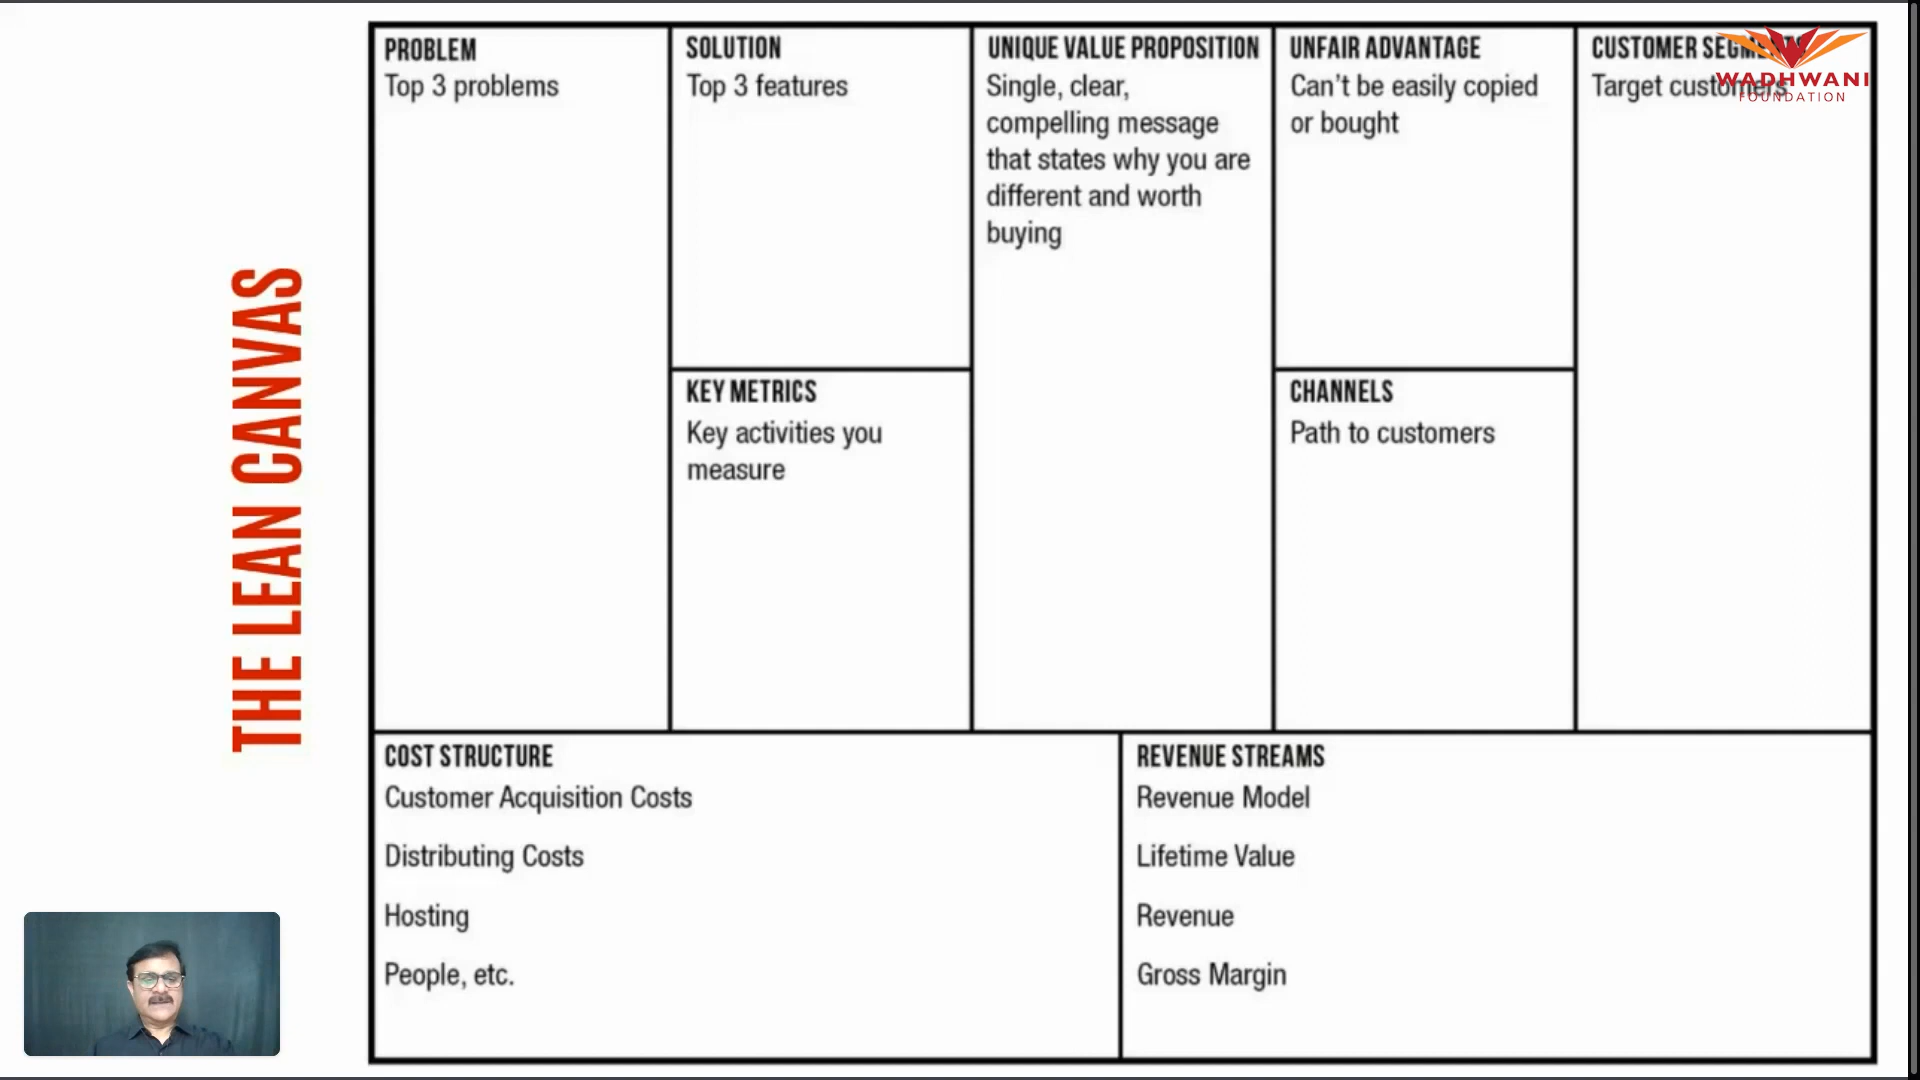 THE LEAN CANVAS
PROBLEM
Top 3 problems
SOLUTION
Top 3 features
KEY METRICS
Key activities you
measure
UNIQUE VALUE PROPOSITION
Single, clear,
compelling message
that states why you are
different and worth
buying
UNFAIR ADVANTAGE
Can't be easily copied
or bought
CHANNELS
Path to customers
CUSTOMER SEGMENTS
Target customers
WADHWANI
FOUNDATION
COST STRUCTURE
Customer Acquisition Costs
Distributing Costs
Hosting
People, etc.
REVENUE STREAMS
Revenue Model
Lifetime Value
Revenue
Gross Margin